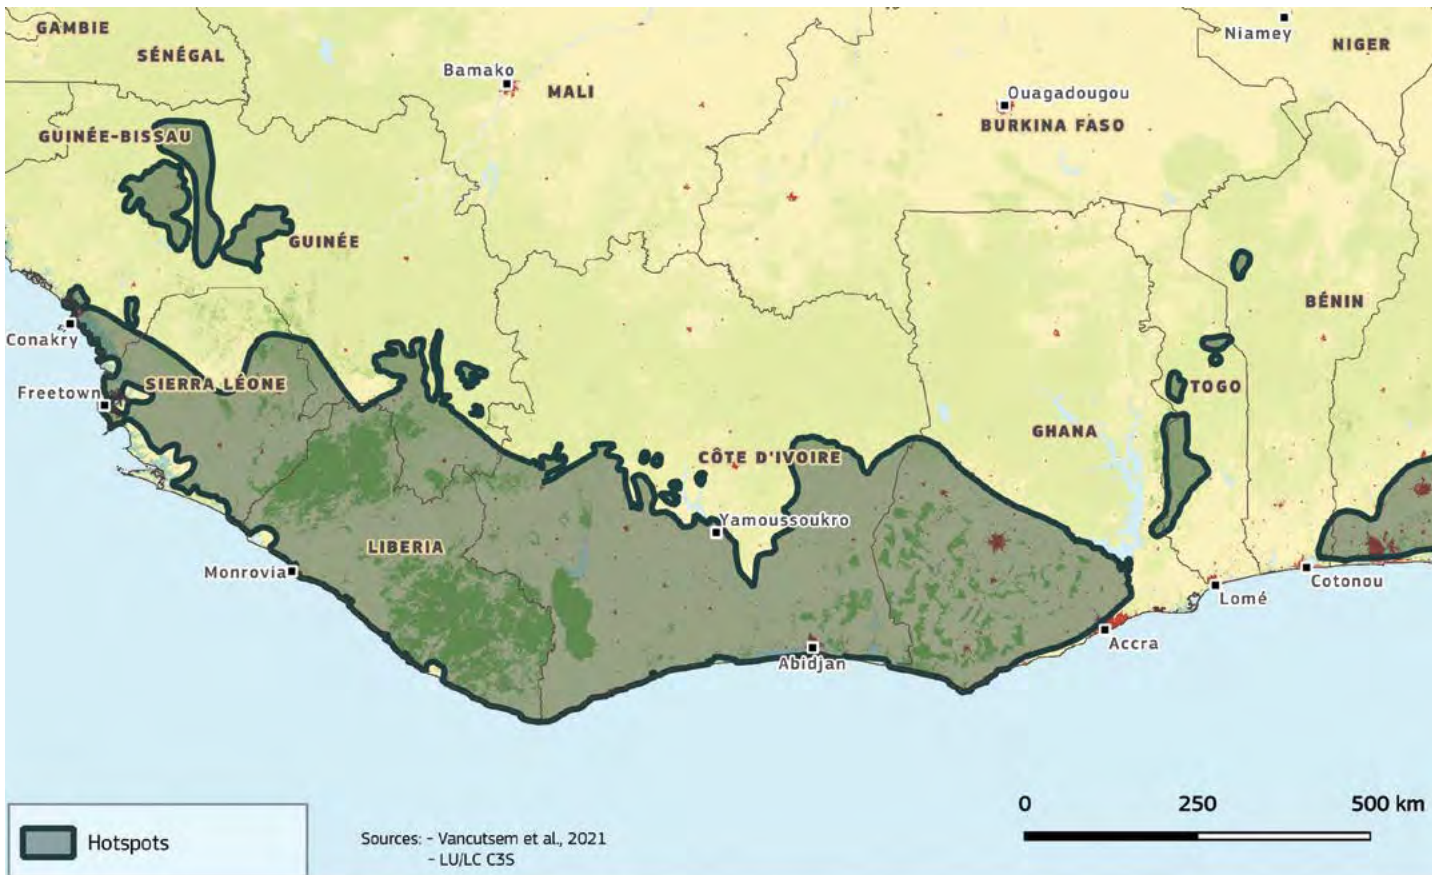 GAMBIE
SÉNÉGAL
Bamako
MALI
Niamey
NIGER
Ouagadougou
BURKINA FASO
GUINÉE-BISSAU
GUINÉE
BÉNIN
Conakry
SIERRA LÉONE
Freetown
TOGO
GHANA
CÔTE D'IVOIRE
Yamoussoukro
LIBERIA
Monrovia
Cotonou
Lomé
Accra
Abidjan
0 250 500 km
Hotspots
Sources: - Vancutsem et al., 2021
- LU/LC C3S